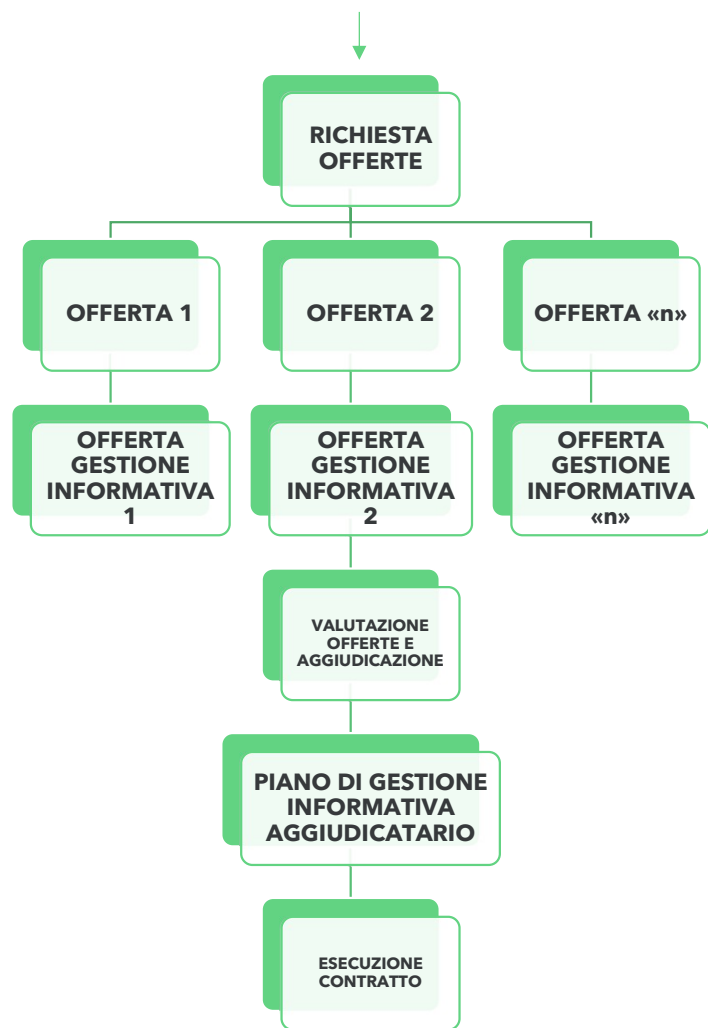 RICHIESTA
OFFERTE
OFFERTA 1
OFFERTA 2
OFFERTA «n»
OFFERTA
GESTIONE
INFORMATIVA
1
OFFERTA
GESTIONE
INFORMATIVA
2
OFFERTA
GESTIONE
INFORMATIVA
«n»
VALUTAZIONE
OFFERTE E
AGGIUDICAZIONE
PIANO DI GESTIONE
INFORMATIVA
AGGIUDICATARIO
ESECUZIONE
CONTRATTO